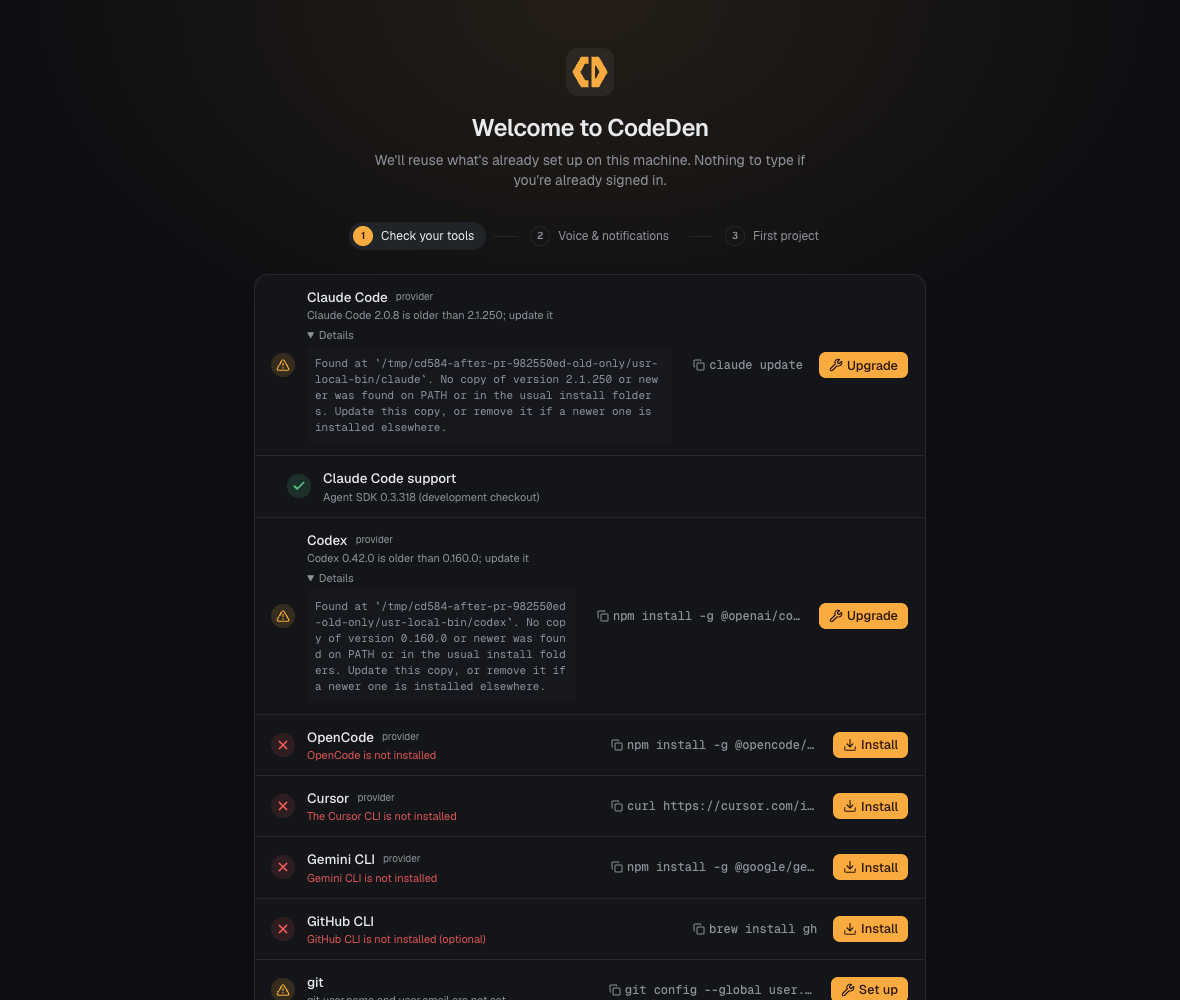 Welcome to CodeDen
We'll reuse what's already set up on this machine. Nothing to type if
you're already signed in.
1 Check your tools
2 Voice & notifications
3 First project
Claude Code provider
Claude Code 2.0.8 is older than 2.1.250; update it
▼ Details
Found at `/tmp/cd584-after-pr-982550ed-old-only/usr-
local-bin/claude`. No copy of version 2.1.250 or new
er was found on PATH or in the usual install folder
s. Update this copy, or remove it if a newer one is
installed elsewhere.
claude update
Upgrade
Claude Code support
Agent SDK 0.3.318 (development checkout)
Codex provider
Codex 0.42.0 is older than 0.160.0; update it
▼ Details
Found at `/tmp/cd584-after-pr-982550ed
-old-only/usr-local-bin/codex`. No cop
y of version 0.160.0 or newer was foun
d on PATH or in the usual install fold
ers. Update this copy, or remove it if
a newer one is installed elsewhere.
npm install -g @openai/co…
Upgrade
OpenCode provider
OpenCode is not installed
npm install -g @opencode/…
Install
Cursor provider
The Cursor CLI is not installed
curl https://cursor.com/i…
Install
Gemini CLI provider
Gemini CLI is not installed
npm install -g @google/ge…
Install
GitHub CLI
GitHub CLI is not installed (optional)
brew install gh
Install
git
git user.name and user.email are not set
git config --global user.…
Set up